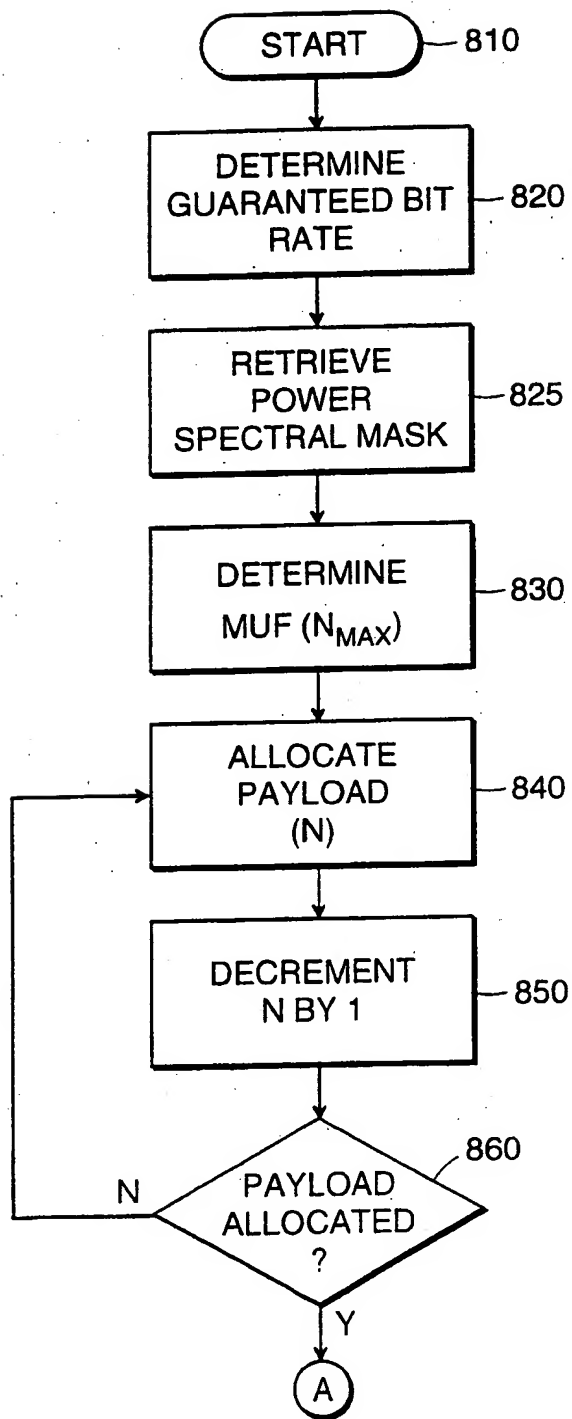 START
810
DETERMINE
GUARANTEED BIT
RATE
820
RETRIEVE
POWER
SPECTRAL MASK
825
DETERMINE
MUF (N_MAX)
830
ALLOCATE
PAYLOAD
(N)
840
DECREMENT
N BY 1
850
860
PAYLOAD
ALLOCATED
?
N
Y
A